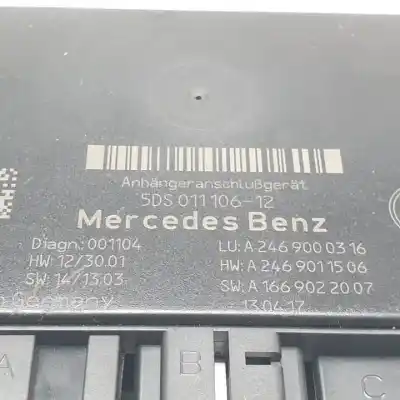 Anhängeranschlußgerät
5DS 011 106-12
Mercedes Benz
Diagn.: 001104
LU: A 246 900 03 16
HW: 12/30.01
HW: A 246 901 15 06
SW: 14/13.03
SW: A 166 902 20 07
Germany
13.04.17
A
B
C